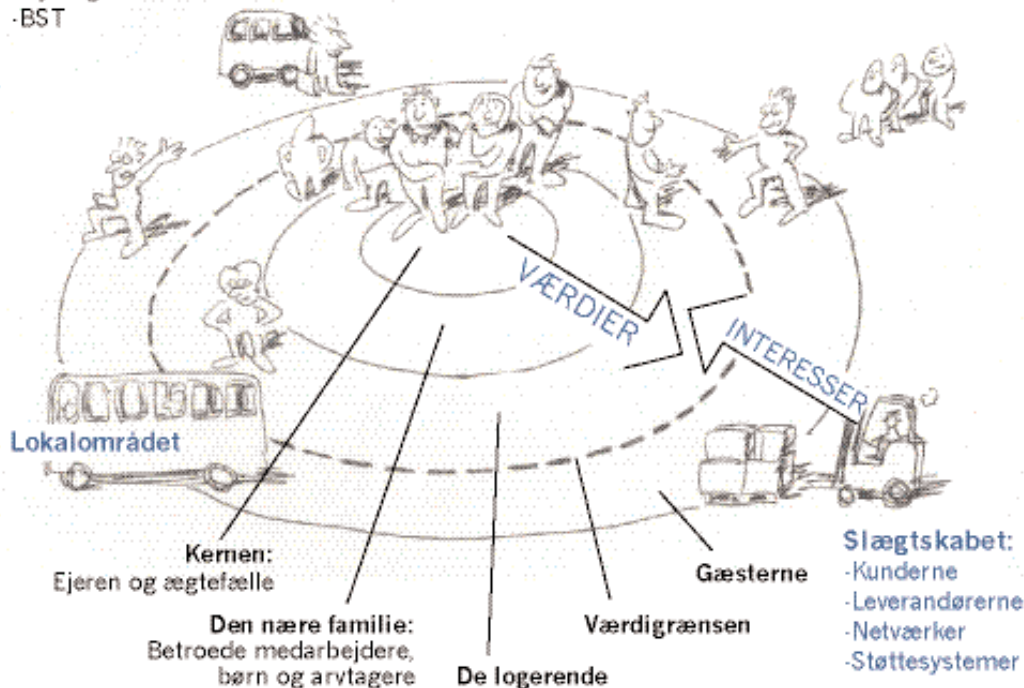 -BST
VÆRDIER
INTERESSER
Lokalområdet
Kernen:
Ejeren og ægtefælle
Den nære familie:
Betroede medarbejdere,
børn og arvtagere
De logerende
Værdigrænsen
Gæsterne
Slægtskabet:
-Kunderne
-Leverandørerne
-Netværker
-Støttesystemer